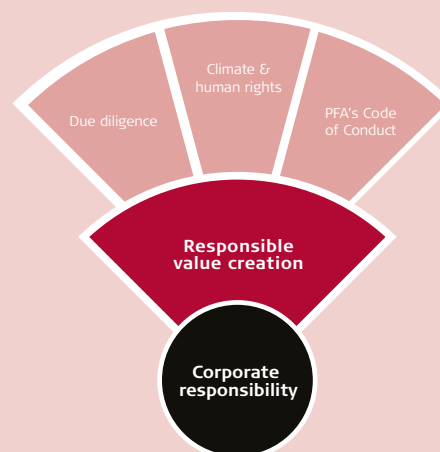 Climate &
human rights
Due diligence
PFA's Code
of Conduct
Responsible
value creation
Corporate
responsibility